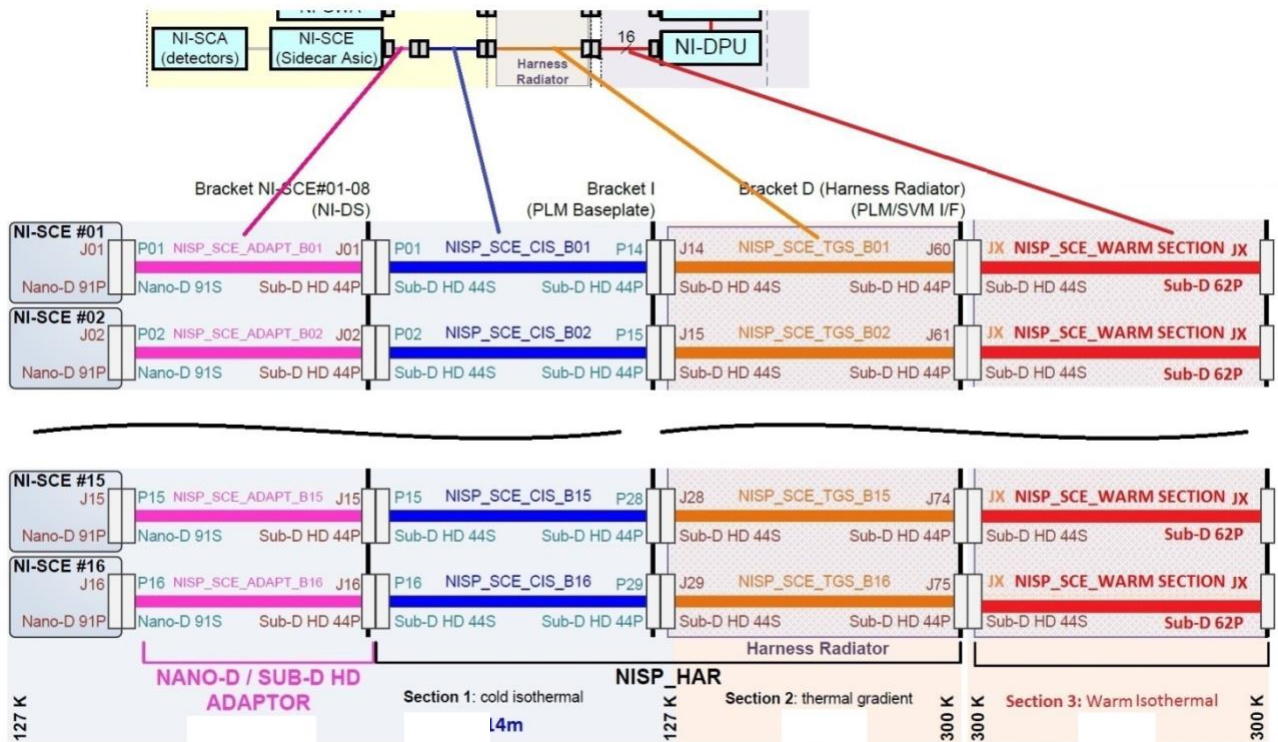 NI-SCA
(detectors)
NI-SCE
(Sidecar Asic)
Harness
Radiator
16
NI-DPU
Bracket NI-SCE#01-08
(NI-DS)
Bracket I
(PLM Baseplate)
Bracket D (Harness Radiator)
(PLM/SVM I/F)
NI-SCE #01
J01 P01 NISP_SCE_ADAPT_B01 J01 P01 NISP_SCE_CIS_B01 P14 J14 NISP_SCE_TGS_B01 J60 JX NISP_SCE_WARM SECTION JX
Nano-D 91P Nano-D 91S Sub-D HD 44P Sub-D HD 44S Sub-D HD 44P Sub-D HD 44S Sub-D HD 44P Sub-D HD 44S Sub-D 62P
NI-SCE #02
J02 P02 NISP_SCE_ADAPT_B02 J02 P02 NISP_SCE_CIS_B02 P15 J15 NISP_SCE_TGS_B02 J61 JX NISP_SCE_WARM SECTION JX
Nano-D 91P Nano-D 91S Sub-D HD 44P Sub-D HD 44S Sub-D HD 44P Sub-D HD 44S Sub-D HD 44P Sub-D HD 44S Sub-D 62P
NI-SCE #15
J15 P15 NISP_SCE_ADAPT_B15 J15 P15 NISP_SCE_CIS_B15 P28 J28 NISP_SCE_TGS_B15 J74 JX NISP_SCE_WARM SECTION JX
Nano-D 91P Nano-D 91S Sub-D HD 44P Sub-D HD 44S Sub-D HD 44P Sub-D HD 44S Sub-D HD 44P Sub-D HD 44S Sub-D 62P
NI-SCE #16
J16 P16 NISP_SCE_ADAPT_B16 J16 P16 NISP_SCE_CIS_B16 P29 J29 NISP_SCE_TGS_B16 J75 JX NISP_SCE_WARM SECTION JX
Nano-D 91P Nano-D 91S Sub-D HD 44P Sub-D HD 44S Sub-D HD 44P Sub-D HD 44S Sub-D HD 44P Sub-D HD 44S Sub-D 62P
Harness Radiator
NANO-D / SUB-D HD
ADAPTOR
NISP_HAR
Section 1: cold isothermal
Section 2: thermal gradient
Section 3: Warm Isothermal
14m
127 K
127 K
300 K
300 K
300 K